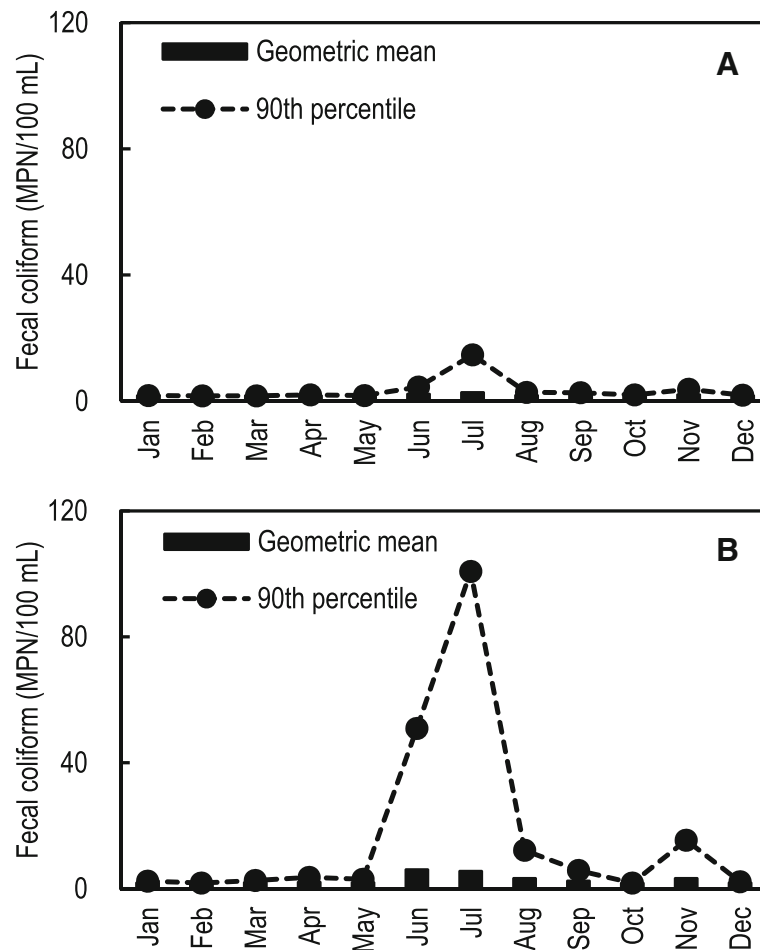 120
80
40
0
Fecal coliform (MPN/100 mL)
Geometric mean
90th percentile
A
Jan Feb Mar Apr May Jun Jul Aug Sep Oct Nov Dec
120
80
40
0
Fecal coliform (MPN/100 mL)
Geometric mean
90th percentile
B
Jan Feb Mar Apr May Jun Jul Aug Sep Oct Nov Dec